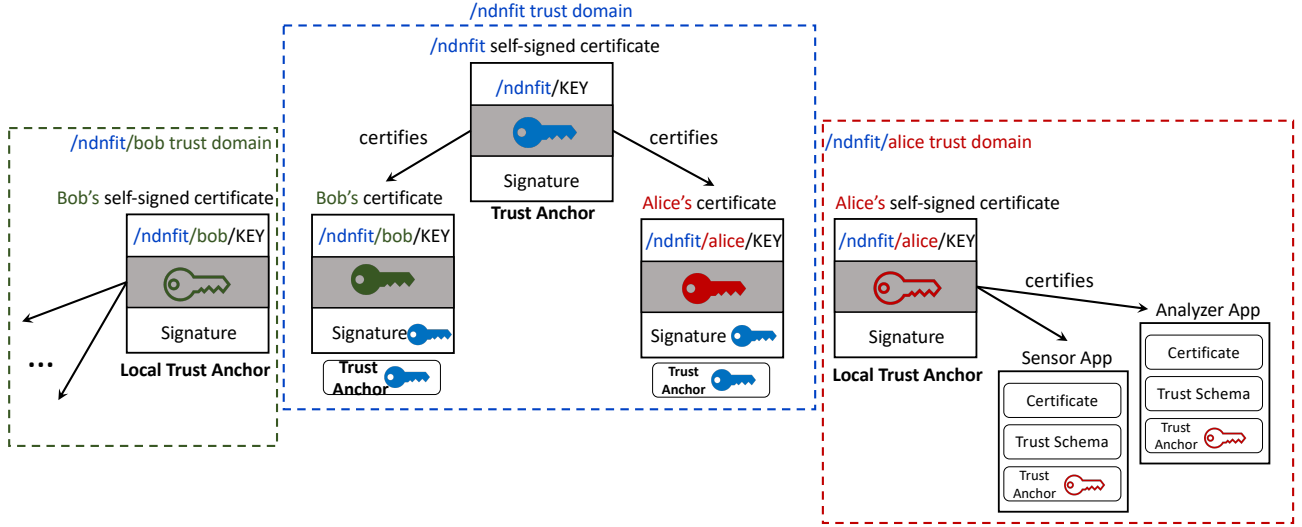 /ndnfit trust domain
/ndnfit self-signed certificate
/ndnfit/KEY
certifies
certifies
Signature
Trust Anchor
/ndnfit/bob trust domain
Bob's self-signed certificate
/ndnfit/bob/KEY
Signature
Local Trust Anchor
...
Bob's certificate
/ndnfit/bob/KEY
Signature
Trust
Anchor
Alice's certificate
/ndnfit/alice/KEY
Signature
Trust
Anchor
/ndnfit/alice trust domain
Alice's self-signed certificate
/ndnfit/alice/KEY
Signature
Local Trust Anchor
certifies
Sensor App
Certificate
Trust Schema
Trust
Anchor
Analyzer App
Certificate
Trust Schema
Trust
Anchor